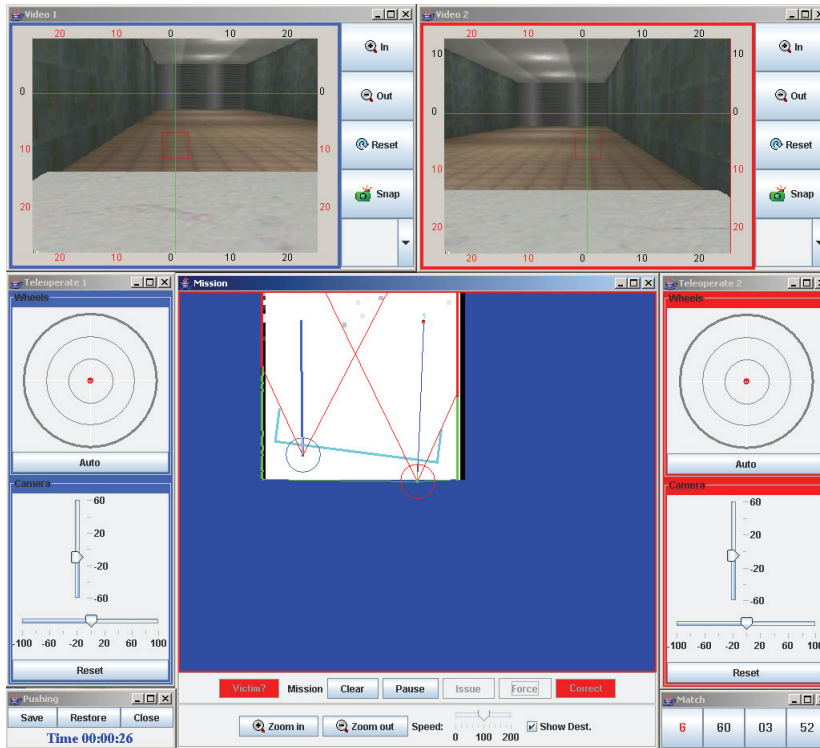 Video 1
20 10 0 10 20
0 0
10 10
20 20
20 10 0 10 20
In
Out
Reset
Snap
Video 2
20 10 0 10 20
10 10
0 0
10 10
20 20
In
Out
Reset
Snap
Teleoperate 1
Wheels
Auto
Camera
60
20
-20
-60
-100 -60 -20 20 60 100
Reset
Mission
Victim? Mission Clear Pause Issue Force Correct
Zoom in Zoom out Speed: 0 100 200 Show Dest.
Teleoperate 2
Wheels
Auto
Camera
60
20
-20
-60
-100 -60 -20 20 60 100
Reset
Pushing
Save Restore Close
Time 00:00:26
Match
6 60 03 52